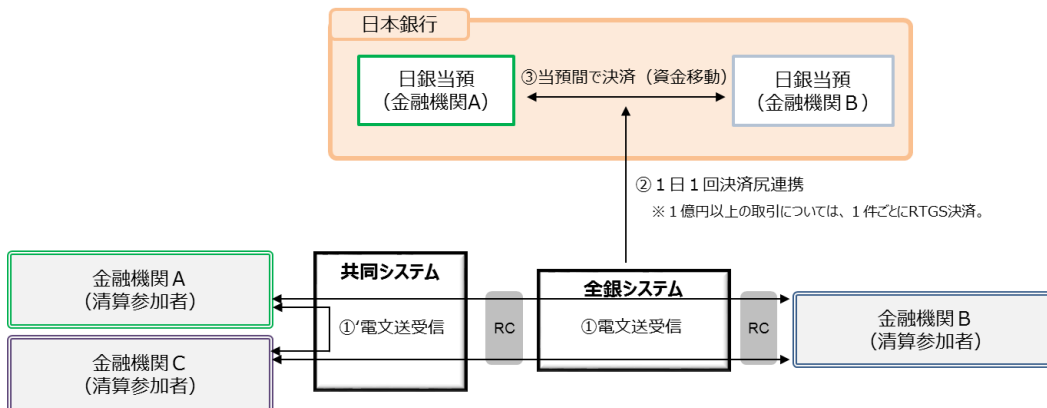 日本銀行
日銀当預
（金融機関A）
③当預間で決済（資金移動）
日銀当預
（金融機関Ｂ）
②１日１回決済尻連携
※１億円以上の取引については、１件ごとにRTGS決済。
金融機関Ａ
（清算参加者）
共同システム
①’電文送受信
RC
全銀システム
①電文送受信
RC
金融機関Ｂ
（清算参加者）
金融機関Ｃ
（清算参加者）